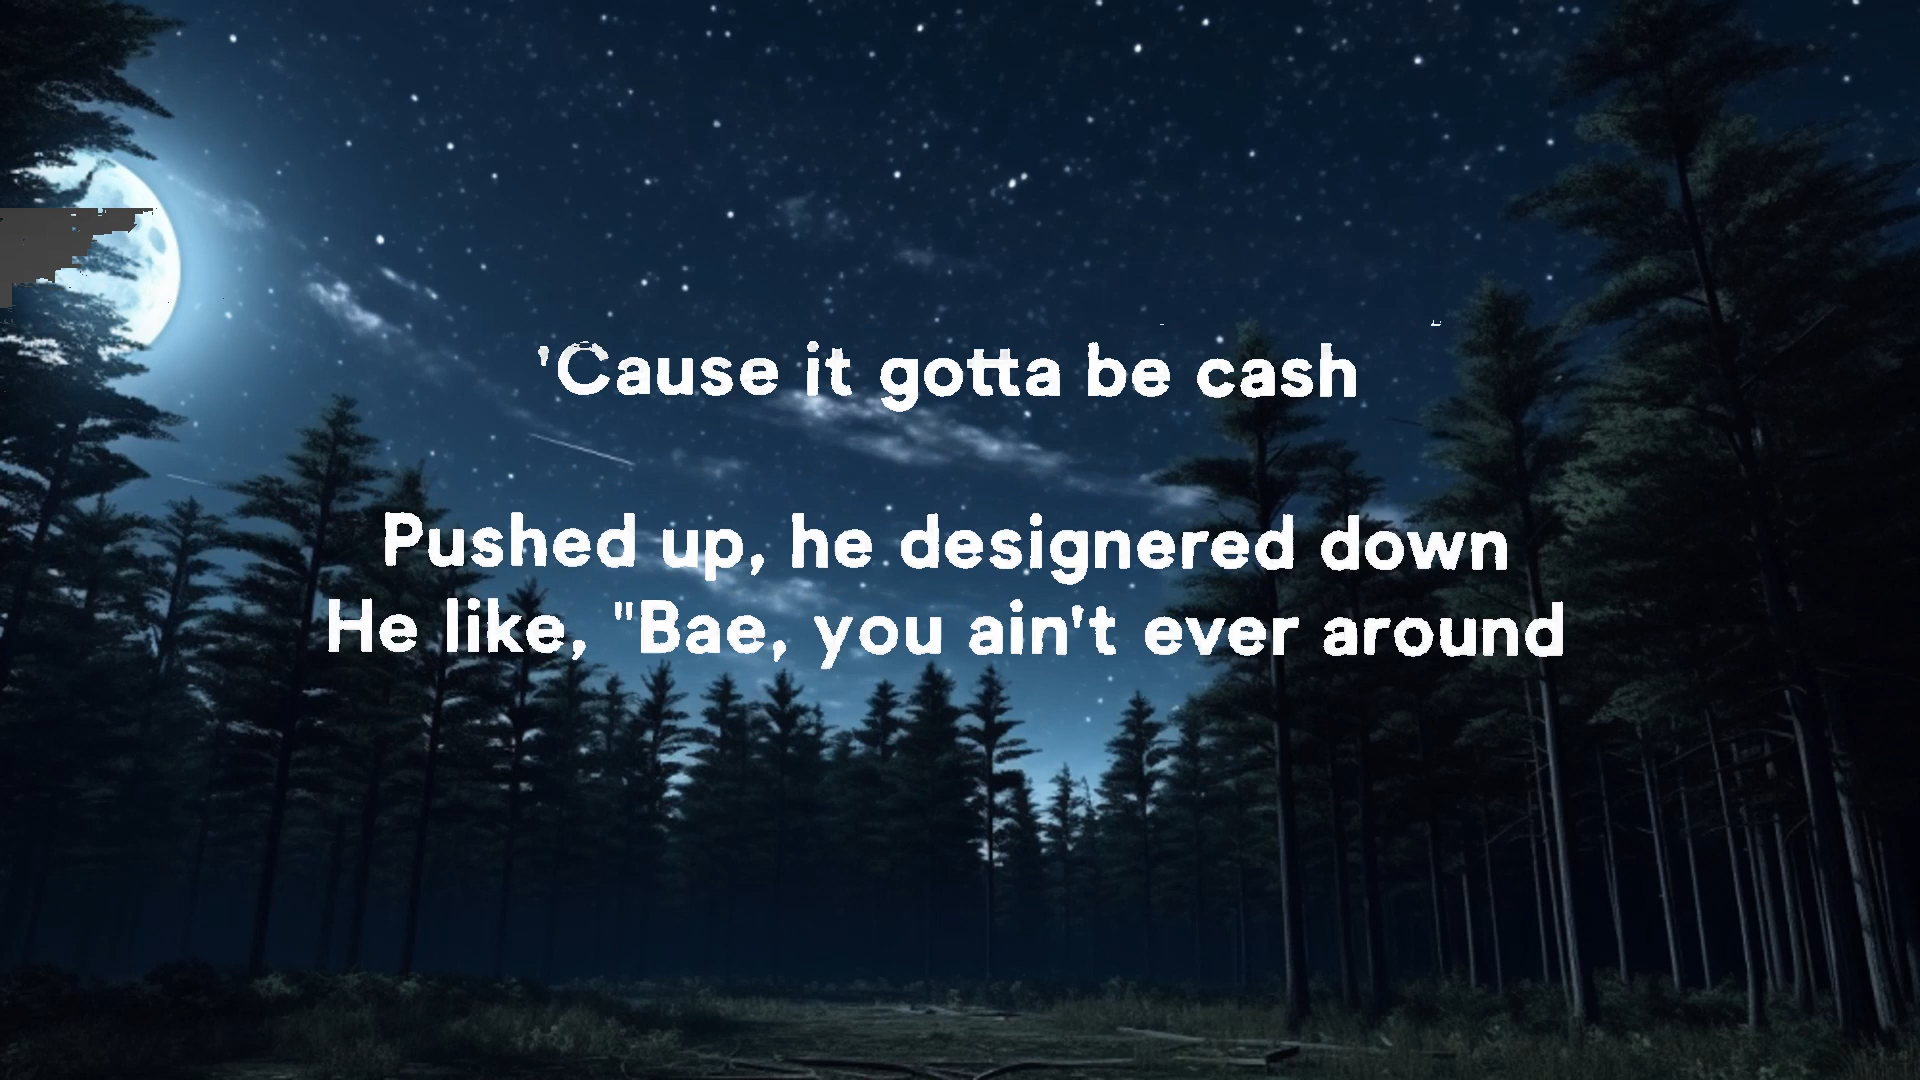 'Cause it gotta be cash
Pushed up, he designered down
He like, "Bae, you ain't ever around